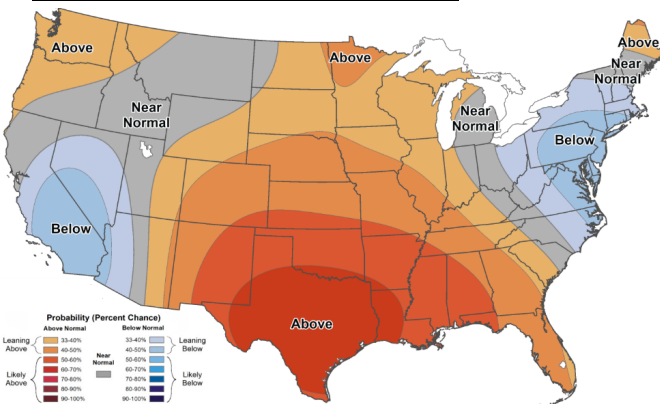 Above
Above
Above
Near
Normal
Near
Normal
Near
Normal
Below
Below
Above
Probability (Percent Chance)
Above Normal
Below Normal
Leaning
Above
33-40%
33-40%
Leaning
Below
40-50%
40-50%
Likely
Above
50-60%
Near
Normal
50-60%
Likely
Below
60-70%
60-70%
70-80%
70-80%
80-90%
80-90%
90-100%
90-100%